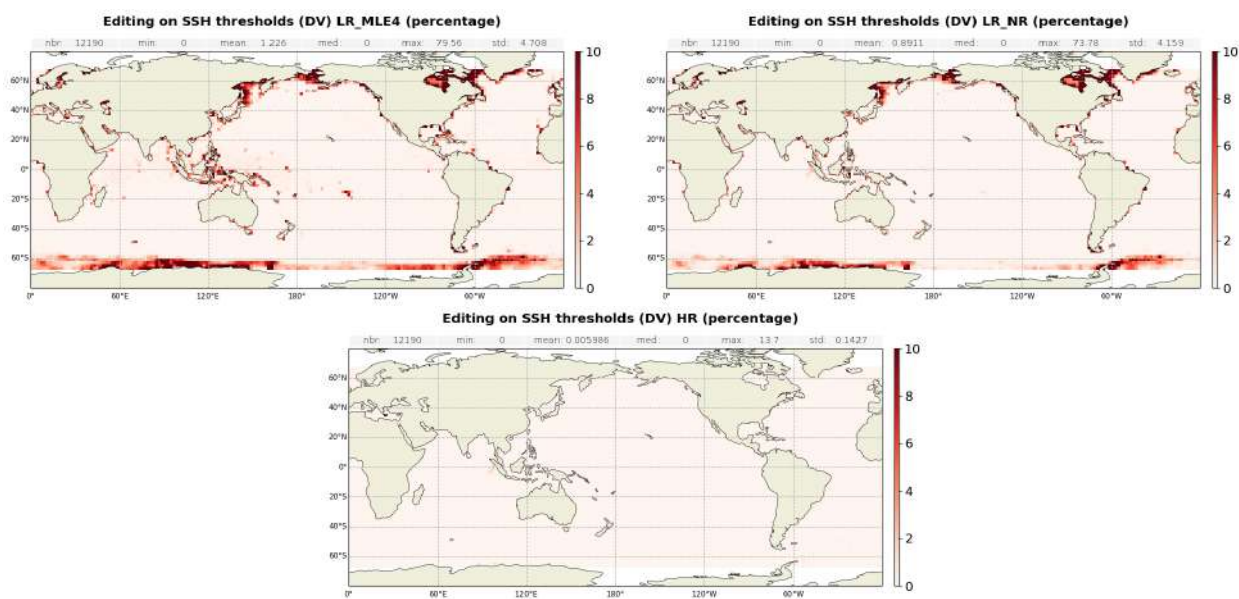 Editing on SSH thresholds (DV) LR_MLE4 (percentage)
nbr: 12190 min: 0 mean: 1.226 med: 0 max: 79.56 std: 4.708
60°N
40°N
20°N
0°
20°S
40°S
60°S
0° 60°E 120°E 180° 120°W 60°W
10
8
6
4
2
0
Editing on SSH thresholds (DV) LR_NR (percentage)
nbr: 12190 min: 0 mean: 0.8911 med: 0 max: 73.78 std: 4.159
60°N
40°N
20°N
0°
20°S
40°S
60°S
0° 60°E 120°E 180° 120°W 60°W
10
8
6
4
2
0
Editing on SSH thresholds (DV) HR (percentage)
nbr: 12190 min: 0 mean: 0.005986 med: 0 max: 13.7 std: 0.1427
60°N
40°N
20°N
0°
20°S
40°S
60°S
0° 60°E 120°E 180° 120°W 60°W
10
8
6
4
2
0